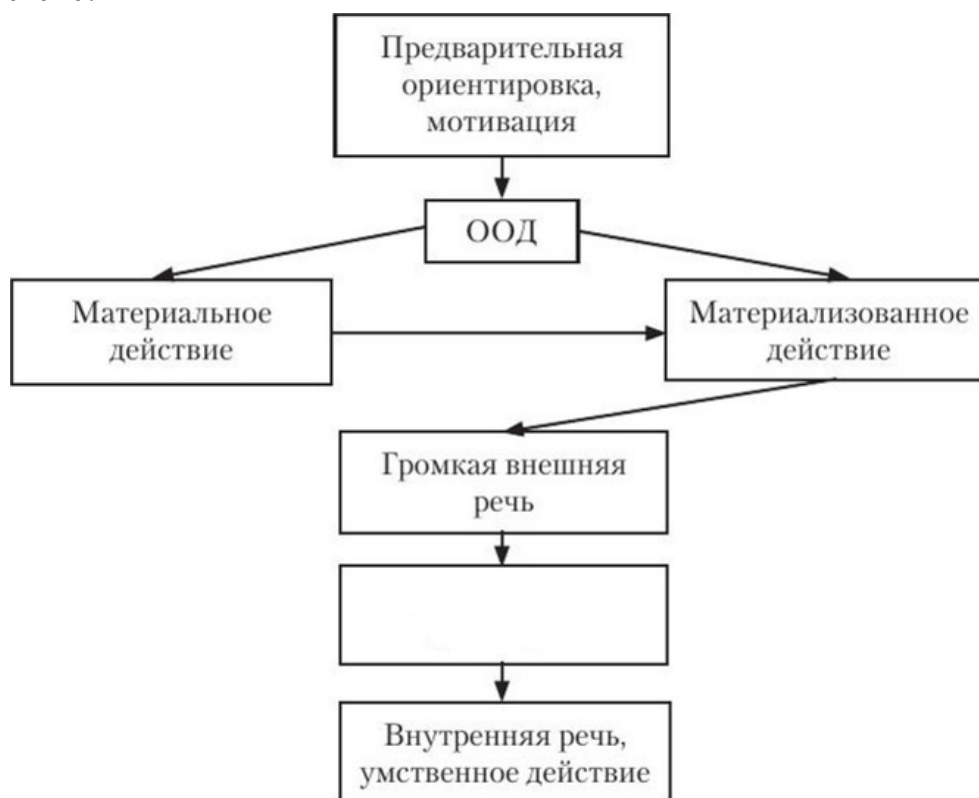 Предварительная
ориентировка,
мотивация
ООД
Материальное
действие
Материализованное
действие
Громкая внешняя
речь
Внутренняя речь,
умственное действие